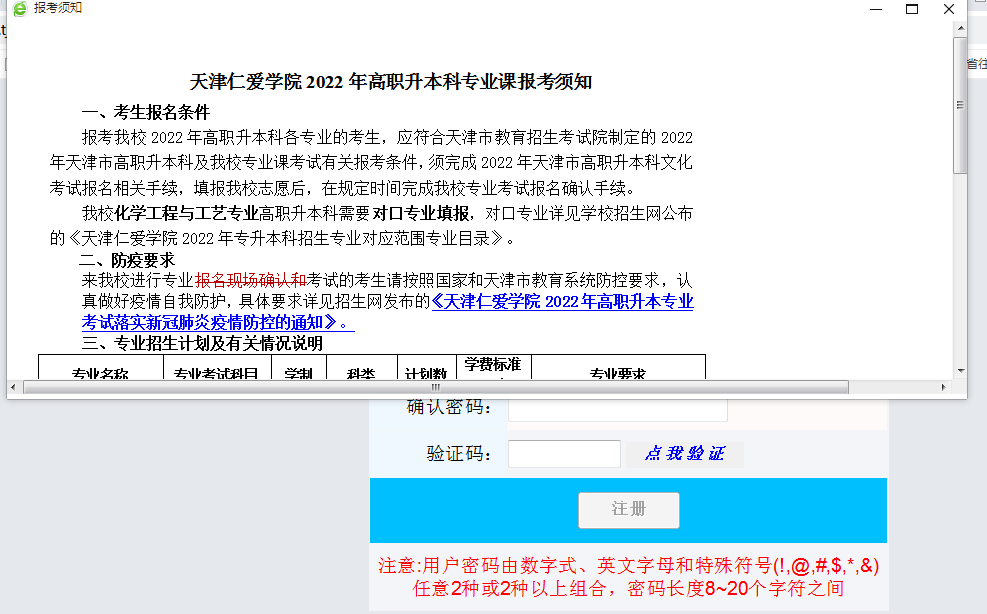 报考须知
天津仁爱学院 2022 年高职升本科专业课报考须知
一、考生报名条件
报考我校 2022 年高职升本科各专业的考生，应符合天津市教育招生考试院制定的 2022
年天津市高职升本科及我校专业课考试有关报考条件，须完成 2022 年天津市高职升本科文化
考试报名相关手续，填报我校志愿后，在规定时间完成我校专业考试报名确认手续。
我校化学工程与工艺专业高职升本科需要对口专业填报，对口专业详见学校招生网公布
的《天津仁爱学院 2022 年专升本科招生专业对应范围专业目录》。
二、防疫要求
来我校进行专业报名现场确认和考试的考生请按照国家和天津市教育系统防控要求，认
真做好疫情自我防护，具体要求详见招生网发布的《天津仁爱学院 2022 年高职升本专业
考试落实新冠肺炎疫情防控的通知》。
三、专业招生计划及有关情况说明
专业名称 专业考试科目 学制 科类 计划数 学费标准 专业要求
省往
确认密码：
验证码： 点我验证
注册
注意:用户密码由数字式、英文字母和特殊符号(!,@,#,$,*,&)
任意2种或2种以上组合，密码长度8~20个字符之间